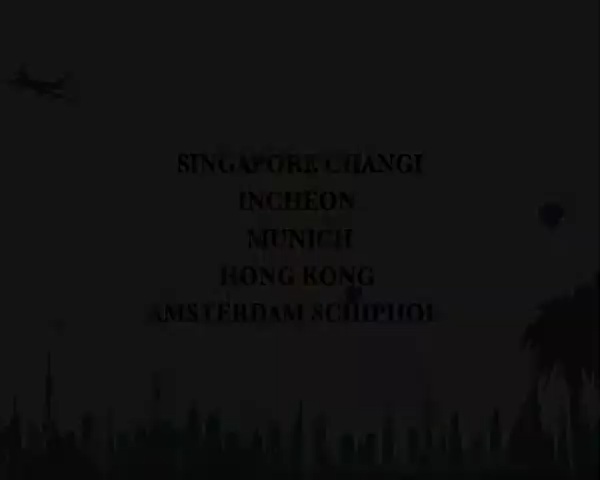 SINGAPORE CHANGI
INCHEON
MUNICH
HONG KONG
AMSTERDAM SCHIPHOL